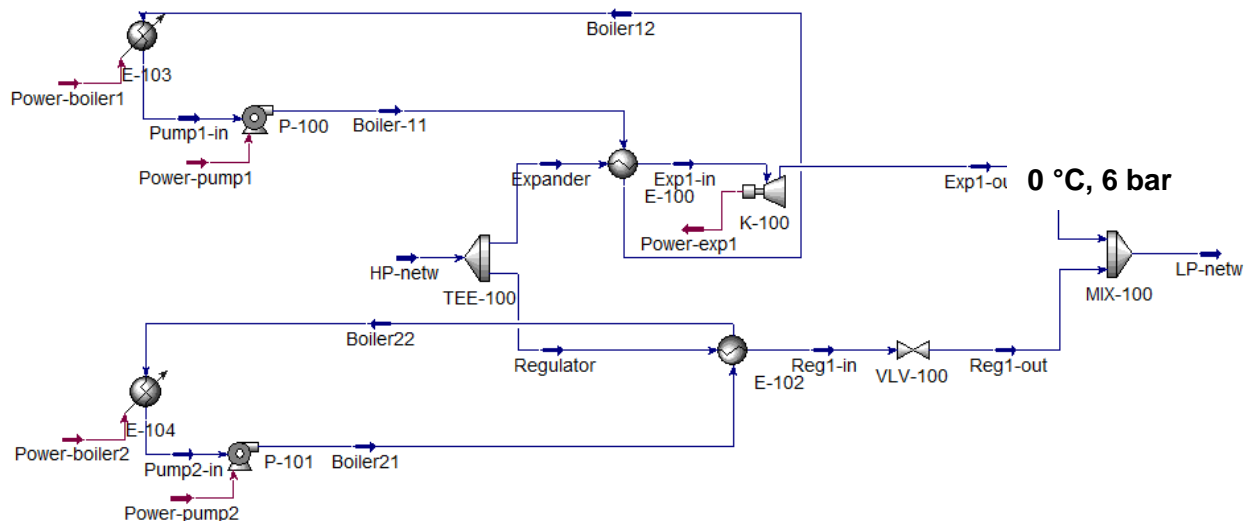 Boiler12
E-103
Power-boiler1
Pump1-in
P-100
Boiler-11
Power-pump1
Expander
Exp1-in
E-100
K-100
Exp1-ou
0 °C, 6 bar
Power-exp1
HP-netw
TEE-100
LP-netw
MIX-100
Boiler22
Regulator
Reg1-in
Reg1-out
E-102
VLV-100
E-104
Power-boiler2
Pump2-in
P-101
Boiler21
Power-pump2